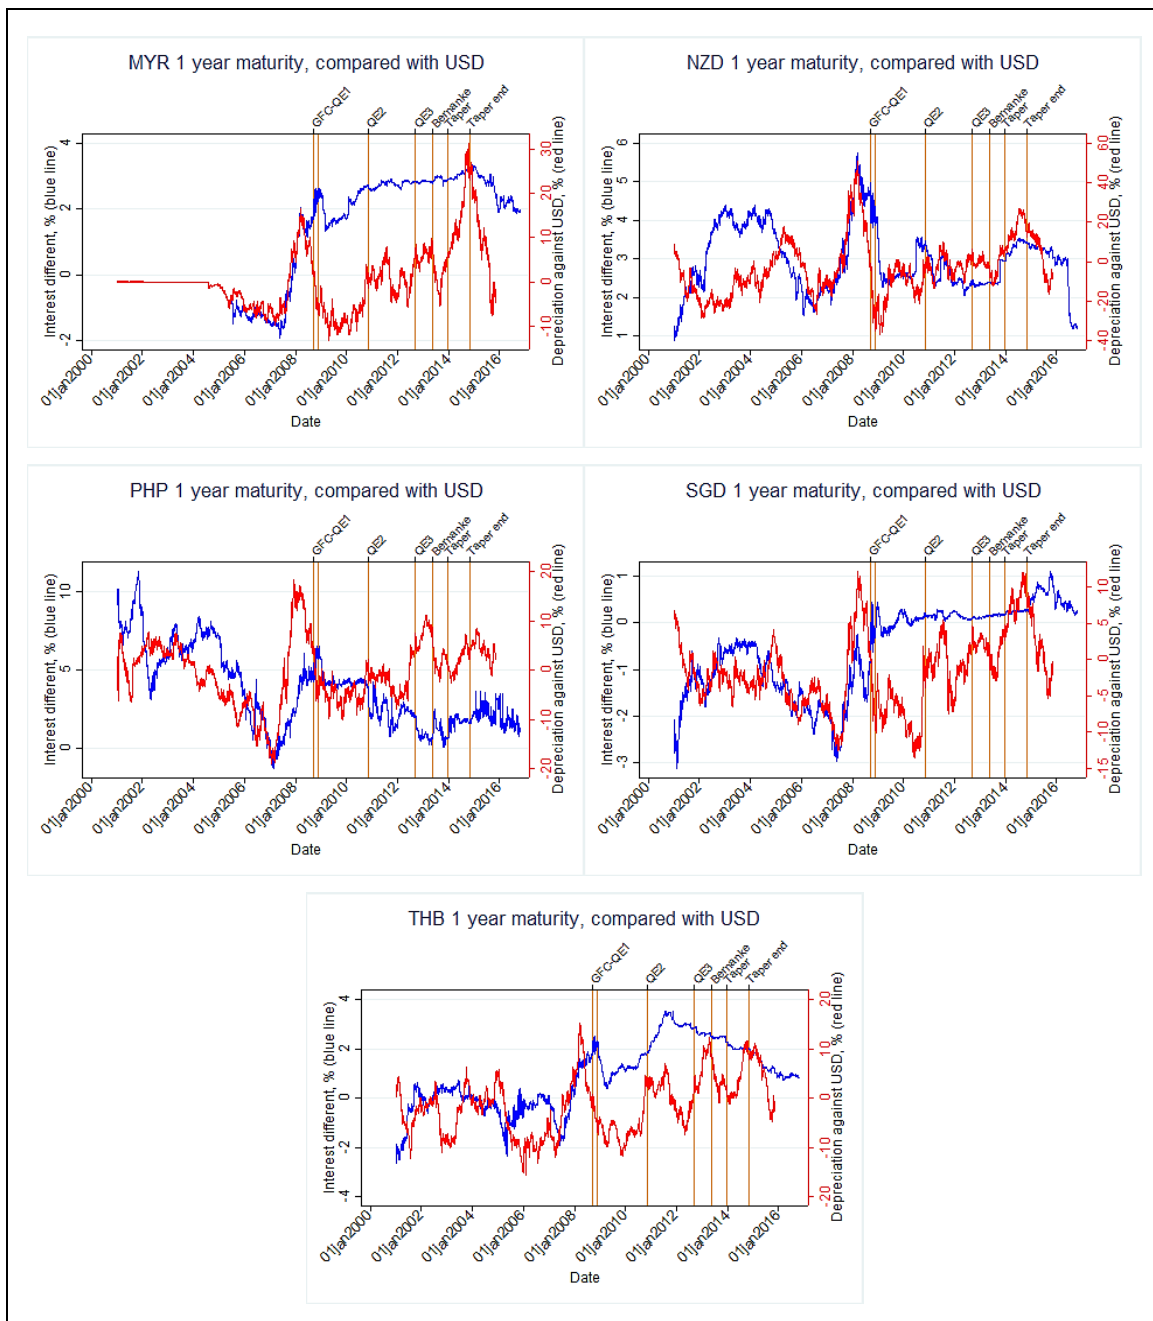 MYR 1 year maturity, compared with USD
GFC-QE1
QE2
QE3
Bernanke
Taper
Taper end
Interest different, % (blue line)
-2
0
2
4
Depreciation against USD, % (red line)
-10
0
10
20
30
01jan2000
01jan2002
01jan2004
01jan2006
01jan2008
01jan2010
01jan2012
01jan2014
01jan2016
Date
NZD 1 year maturity, compared with USD
GFC-QE1
QE2
QE3
Bernanke
Taper
Taper end
Interest different, % (blue line)
1
2
3
4
5
6
Depreciation against USD, % (red line)
-40
-20
0
20
40
60
01jan2000
01jan2002
01jan2004
01jan2006
01jan2008
01jan2010
01jan2012
01jan2014
01jan2016
Date
PHP 1 year maturity, compared with USD
GFC-QE1
QE2
QE3
Bernanke
Taper
Taper end
Interest different, % (blue line)
0
5
10
Depreciation against USD, % (red line)
-20
-10
0
10
20
01jan2000
01jan2002
01jan2004
01jan2006
01jan2008
01jan2010
01jan2012
01jan2014
01jan2016
Date
SGD 1 year maturity, compared with USD
GFC-QE1
QE2
QE3
Bernanke
Taper
Taper end
Interest different, % (blue line)
-3
-2
-1
0
1
Depreciation against USD, % (red line)
-15
-10
-5
0
5
10
01jan2000
01jan2002
01jan2004
01jan2006
01jan2008
01jan2010
01jan2012
01jan2014
01jan2016
Date
THB 1 year maturity, compared with USD
GFC-QE1
QE2
QE3
Bernanke
Taper
Taper end
Interest different, % (blue line)
-4
-2
0
2
4
Depreciation against USD, % (red line)
-20
-10
0
10
20
01jan2000
01jan2002
01jan2004
01jan2006
01jan2008
01jan2010
01jan2012
01jan2014
01jan2016
Date